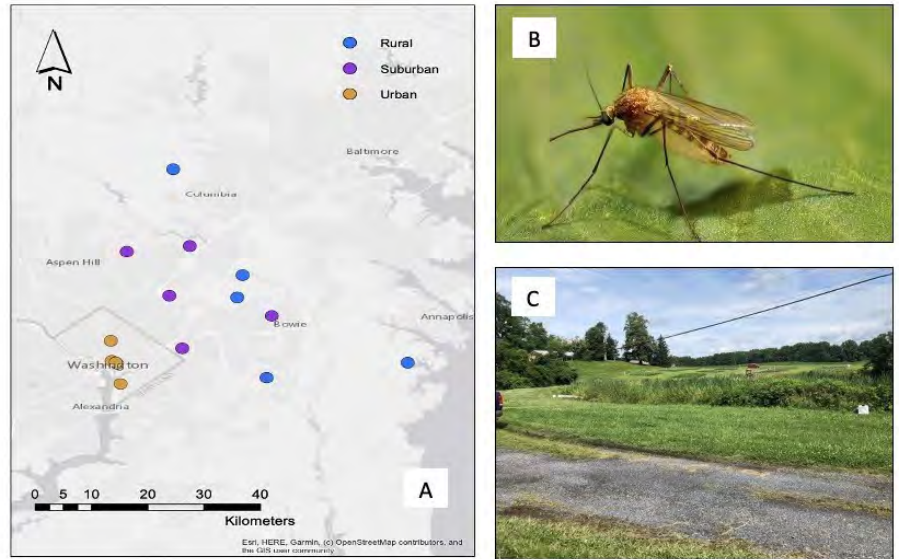 N
Rural
Suburban
Urban
B
Baltimore
Columbia
Aspen Hill
Bowie
Annapolis
Washington
Alexandria
0 5 10 20 30 40
Kilometers
A
Esri, HERE, Garmin, (c) OpenStreetMap contributors, and
the GIS user community
C